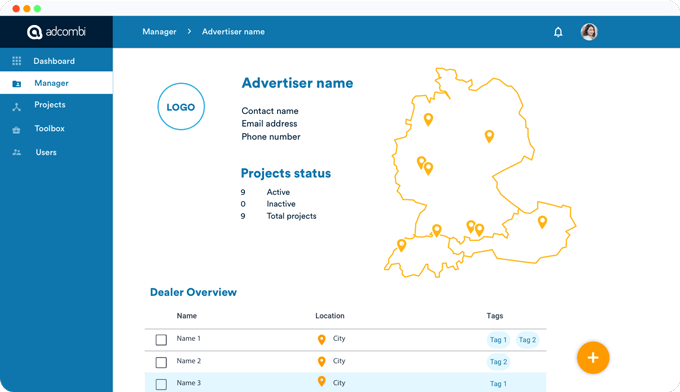 adcombi
Manager > Advertiser name
Dashboard
Manager
Projects
Toolbox
Users
LOGO
Advertiser name
Contact name
Email address
Phone number
Projects status
9 Active
0 Inactive
9 Total projects
Dealer Overview
Name Location Tags
Name 1 City Tag 1 Tag 2
Name 2 City Tag 2
Name 3 City Tag 1